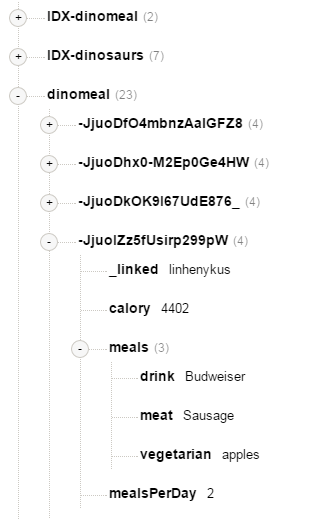 + IDX-dinomeal (2)
+ IDX-dinosaurs (7)
- dinomeal (23)
+ -JjuoDfO4mbnzAalGFZ8 (4)
+ -JjuoDhx0-M2Ep0Ge4HW (4)
+ -JjuoDkOK9I67UdE876_ (4)
- -JjuolZz5fUsirp299pW (4)
_linked linhenykus
calory 4402
- meals (3)
drink Budweiser
meat Sausage
vegetarian apples
mealsPerDay 2